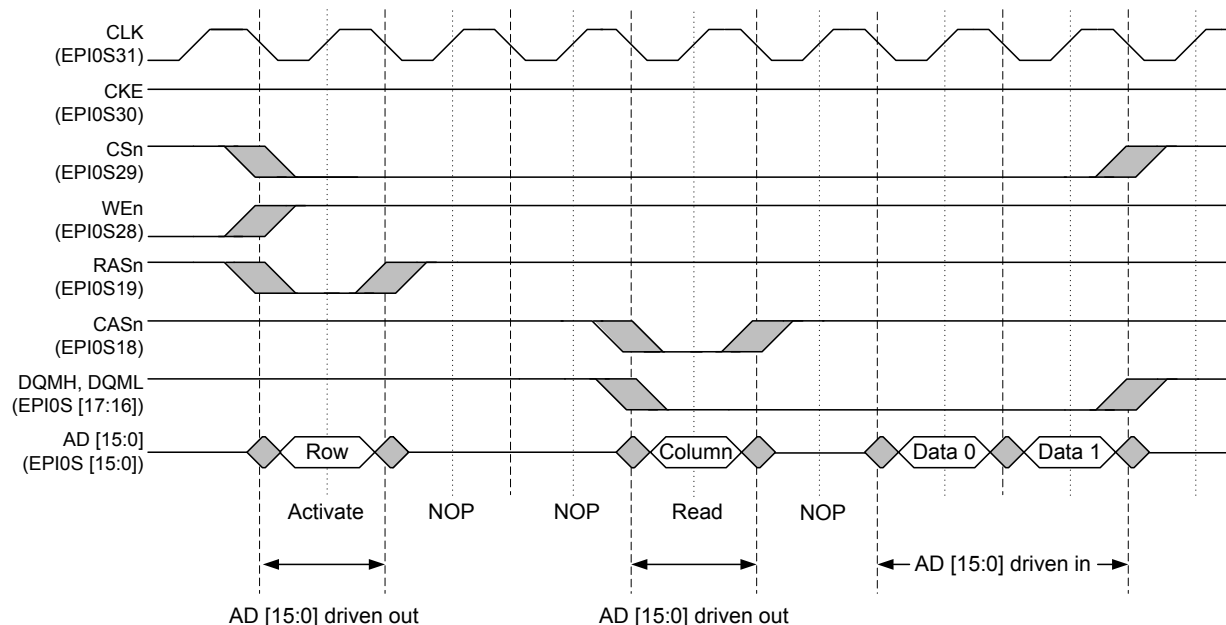 CLK
(EPI0S31)
CKE
(EPI0S30)
CSn
(EPI0S29)
WEn
(EPI0S28)
RASn
(EPI0S19)
CASn
(EPI0S18)
DQMH, DQML
(EPI0S [17:16])
AD [15:0]
(EPI0S [15:0])
Row
Column
Data 0
Data 1
Activate
NOP
NOP
Read
NOP
AD [15:0] driven in
AD [15:0] driven out
AD [15:0] driven out